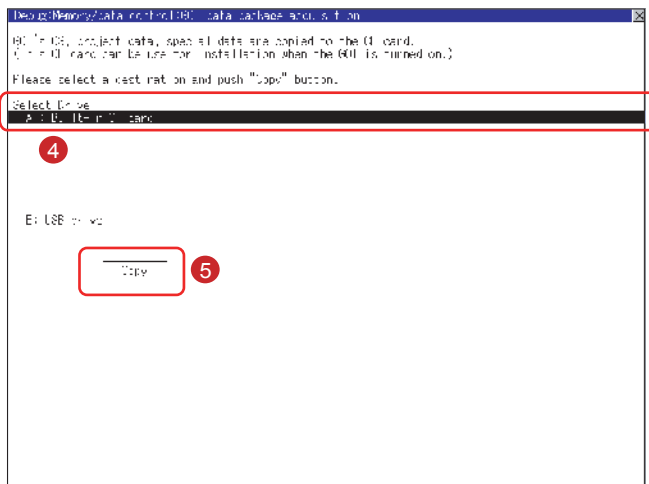 Debug:Memory/data control:GOT data package acquisition
GOT's OS, project data, special data are copied to the CF card.
(This CF card can be use for installation when the GOT is turned on.)
Please select a destination and push "Copy" button.
Select Drive
A : Built-in CF card
4
E: USB drive
Copy 5